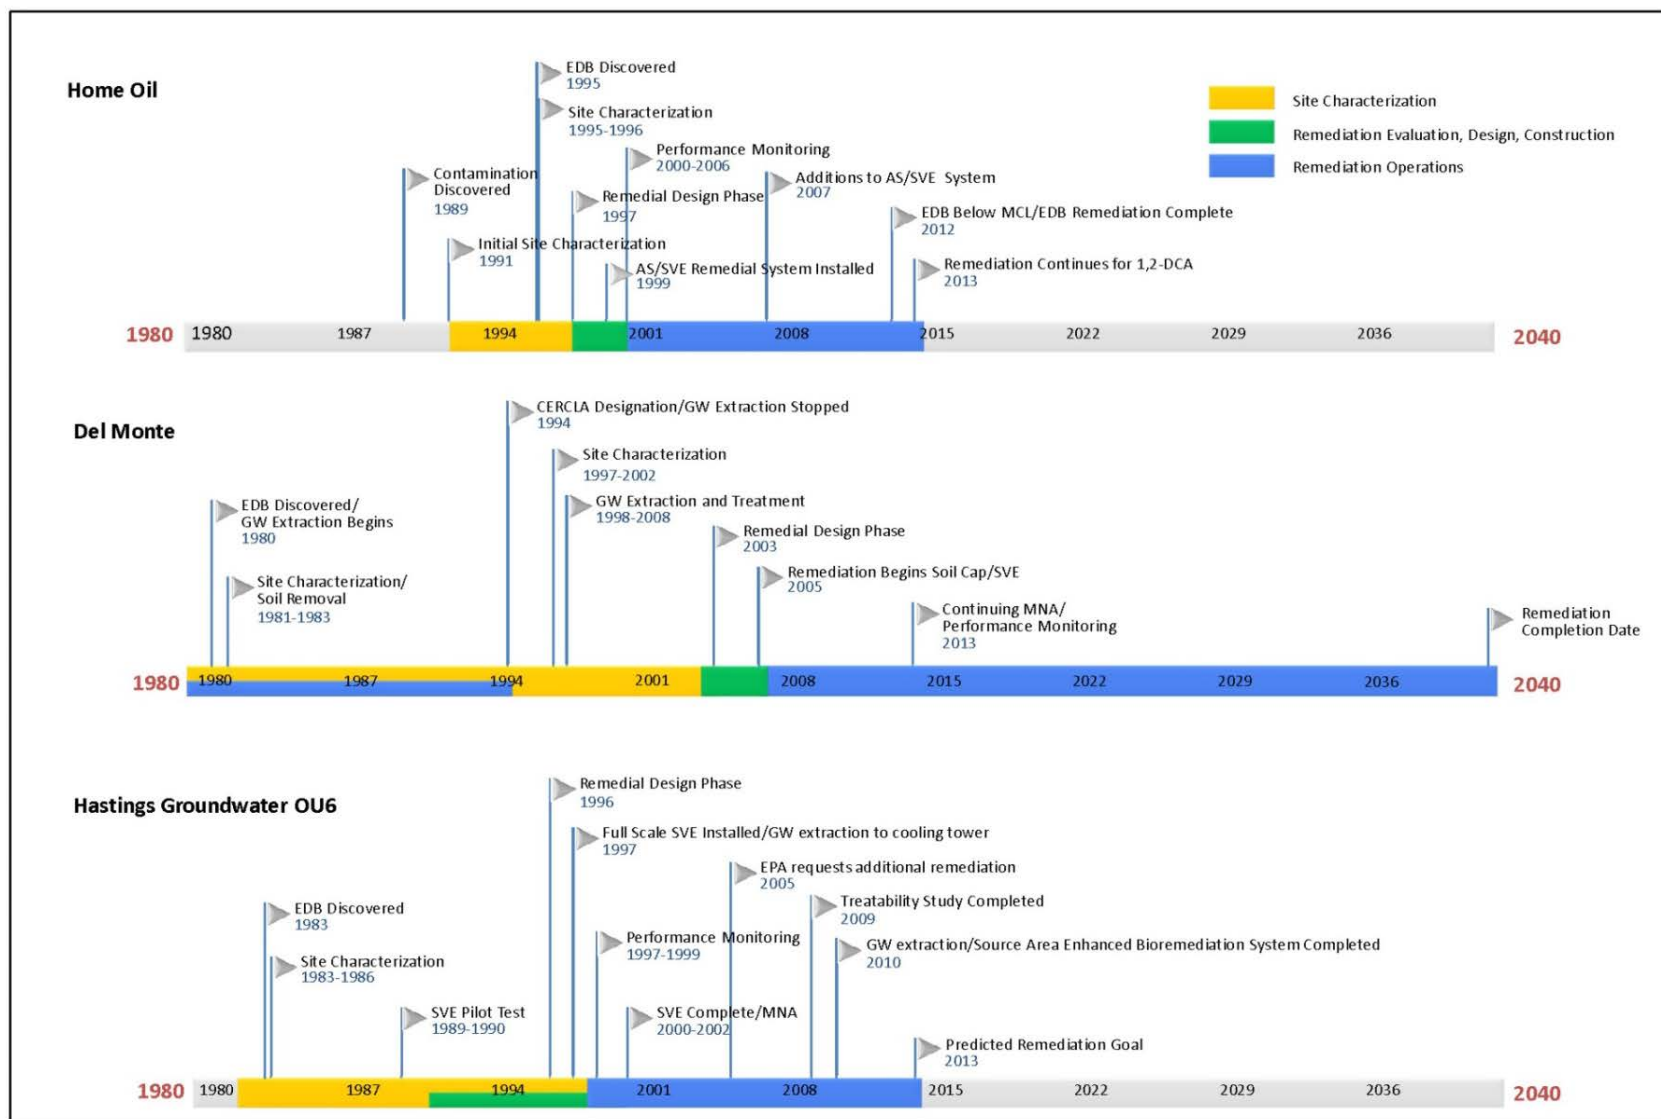 Home Oil
EDB Discovered
1995
Site Characterization
1995-1996
Performance Monitoring
2000-2006
Contamination
Discovered
1989
Remedial Design Phase
1997
Additions to AS/SVE System
2007
Initial Site Characterization
1991
AS/SVE Remedial System Installed
1999
EDB Below MCL/EDB Remediation Complete
2012
Remediation Continues for 1,2-DCA
2013
Site Characterization
Remediation Evaluation, Design, Construction
Remediation Operations
1980 1980 1987 1994 2001 2008 2015 2022 2029 2036 2040
Del Monte
CERCLA Designation/GW Extraction Stopped
1994
Site Characterization
1997-2002
GW Extraction and Treatment
1998-2008
EDB Discovered/
GW Extraction Begins
1980
Site Characterization/
Soil Removal
1981-1983
Remedial Design Phase
2003
Remediation Begins Soil Cap/SVE
2005
Continuing MNA/
Performance Monitoring
2013
Remediation
Completion Date
1980 1980 1987 1994 2001 2008 2015 2022 2029 2036 2040
Hastings Groundwater OU6
Remedial Design Phase
1996
Full Scale SVE Installed/GW extraction to cooling tower
1997
EPA requests additional remediation
2005
EDB Discovered
1983
Treatability Study Completed
2009
Performance Monitoring
1997-1999
GW extraction/Source Area Enhanced Bioremediation System Completed
2010
Site Characterization
1983-1986
SVE Pilot Test
1989-1990
SVE Complete/MNA
2000-2002
Predicted Remediation Goal
2013
1980 1980 1987 1994 2001 2008 2015 2022 2029 2036 2040